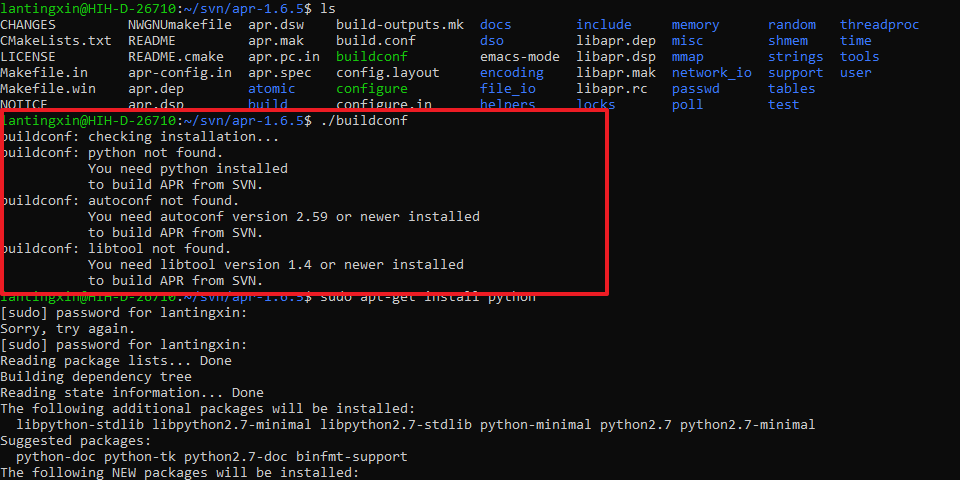 lantingxin@HIH-D-26710:~/svn/apr-1.6.5$ ls
CHANGES NWGNUmakefile apr.dsw build-outputs.mk docs include memory random threadproc
CMakeLists.txt README apr.mak build.conf dso libapr.dep misc shmem time
LICENSE README.cmake apr.pc.in buildconf emacs-mode libapr.dsp mmap strings tools
Makefile.in apr-config.in apr.spec config.layout encoding libapr.mak network_io support user
Makefile.win apr.dep atomic configure file_io libapr.rc passwd tables
NOTICE apr.dsp build configure.in helpers locks poll test
lantingxin@HIH-D-26710:~/svn/apr-1.6.5$ ./buildconf
buildconf: checking installation...
buildconf: python not found.
You need python installed
to build APR from SVN.
buildconf: autoconf not found.
You need autoconf version 2.59 or newer installed
to build APR from SVN.
buildconf: libtool not found.
You need libtool version 1.4 or newer installed
to build APR from SVN.
lantingxin@HIH-D-26710:~/svn/apr-1.6.5$ sudo apt-get install python
[sudo] password for lantingxin:
Sorry, try again.
[sudo] password for lantingxin:
Reading package lists... Done
Building dependency tree
Reading state information... Done
The following additional packages will be installed:
libpython-stdlib libpython2.7-minimal libpython2.7-stdlib python-minimal python2.7 python2.7-minimal
Suggested packages:
python-doc python-tk python2.7-doc binfmt-support
The following NEW packages will be installed: